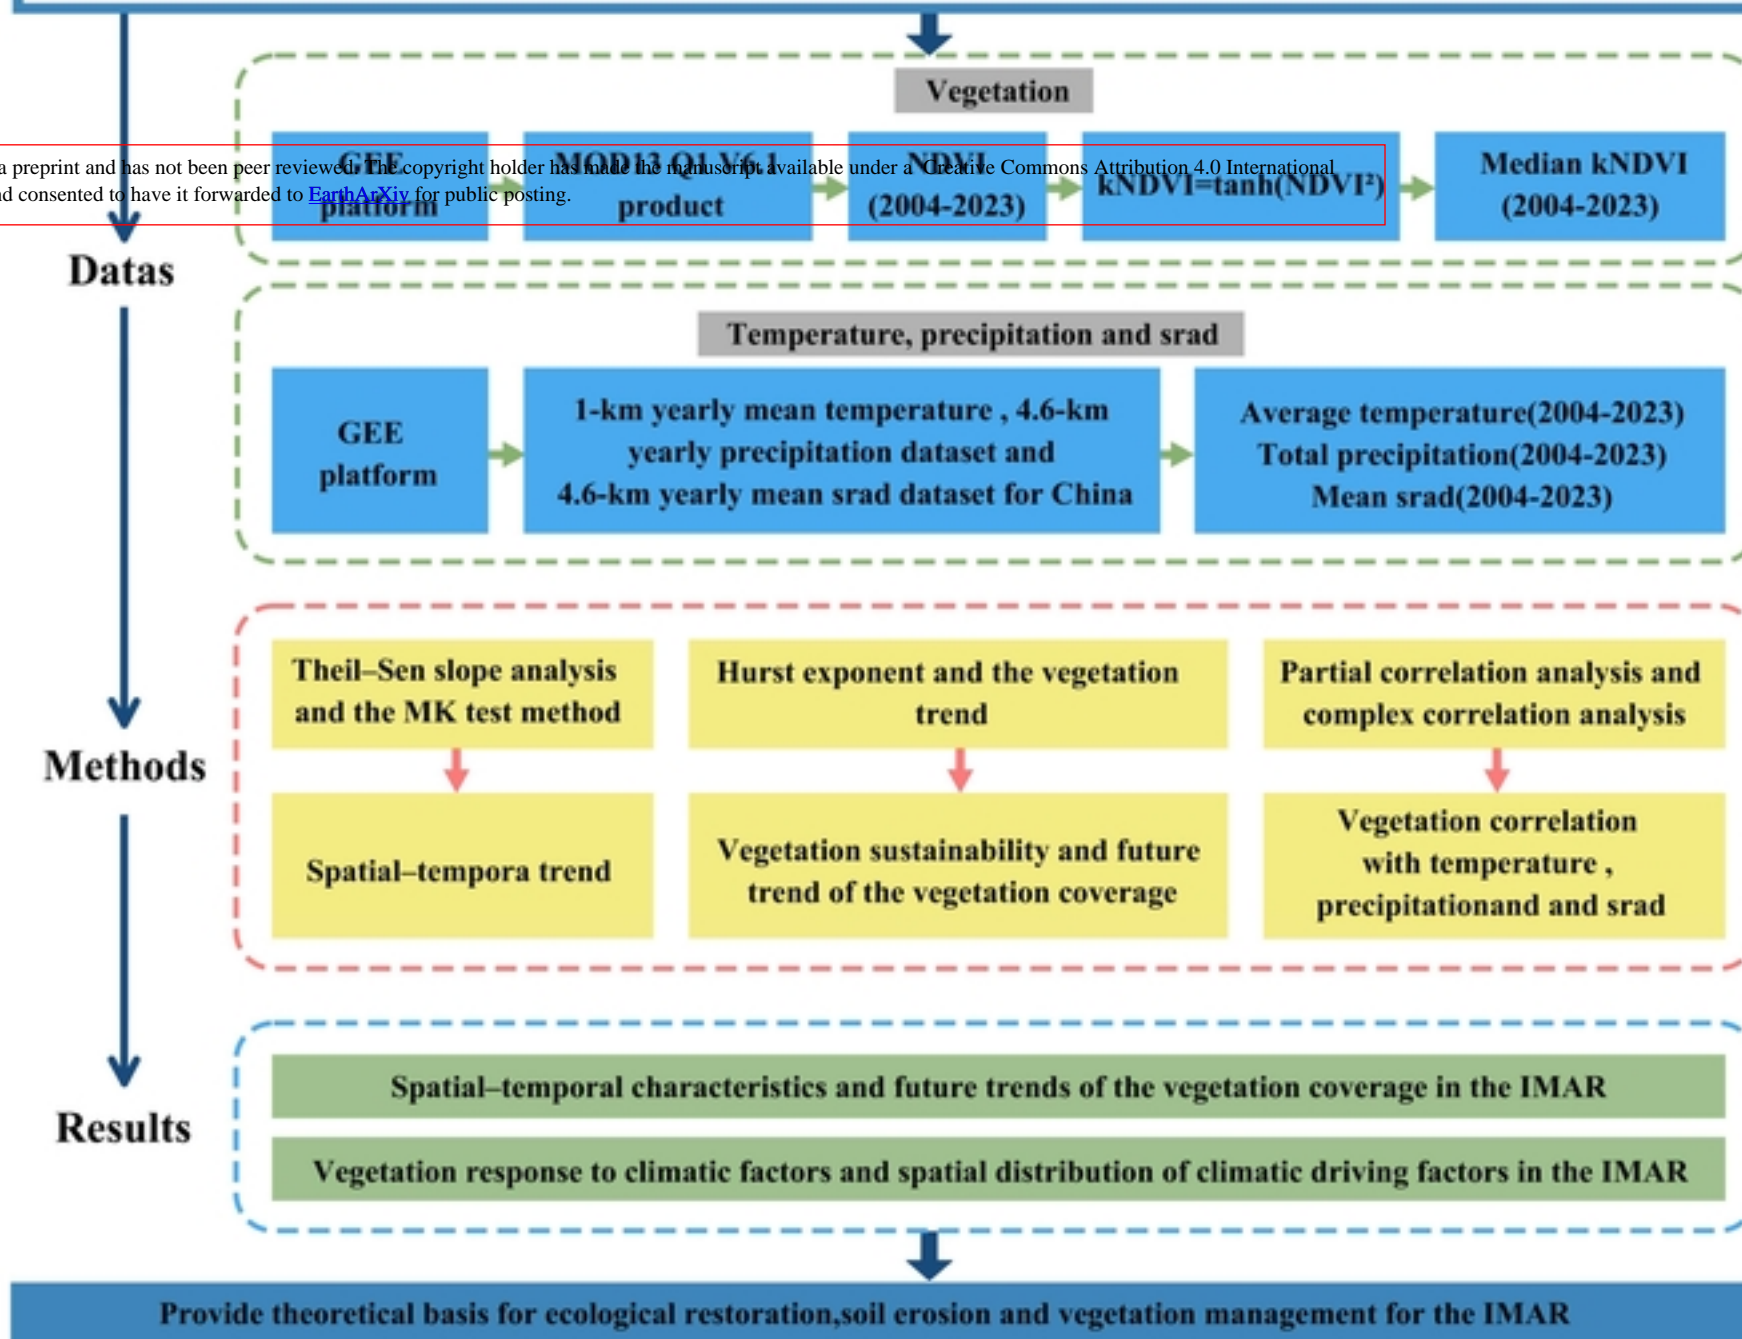 Vegetation
a preprint and has not been peer reviewed. The copyright holder has made the manuscript available under a Creative Commons Attribution 4.0 International
nd consented to have it forwarded to EarthArXiv for public posting.
GEE
platform
MOD13 Q1 V6.1
product
NDVI
(2004-2023)
kNDVI=tanh(NDVI²)
Median kNDVI
(2004-2023)
Datas
Temperature, precipitation and srad
GEE
platform
1-km yearly mean temperature , 4.6-km
yearly precipitation dataset and
4.6-km yearly mean srad dataset for China
Average temperature(2004-2023)
Total precipitation(2004-2023)
Mean srad(2004-2023)
Methods
Theil–Sen slope analysis
and the MK test method
Hurst exponent and the vegetation
trend
Partial correlation analysis and
complex correlation analysis
Spatial–tempora trend
Vegetation sustainability and future
trend of the vegetation coverage
Vegetation correlation
with temperature ,
precipitationand and srad
Results
Spatial–temporal characteristics and future trends of the vegetation coverage in the IMAR
Vegetation response to climatic factors and spatial distribution of climatic driving factors in the IMAR
Provide theoretical basis for ecological restoration,soil erosion and vegetation management for the IMAR